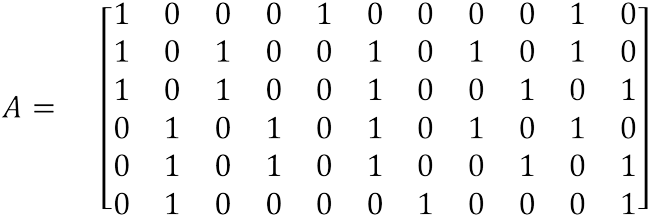 1 0 0 0 1 0 0 0 0 1 0
1 0 1 0 0 1 0 1 0 1 0
A = 1 0 1 0 0 1 0 0 1 0 1
0 1 0 1 0 1 0 1 0 1 0
0 1 0 1 0 1 0 0 1 0 1
0 1 0 0 0 0 1 0 0 0 1